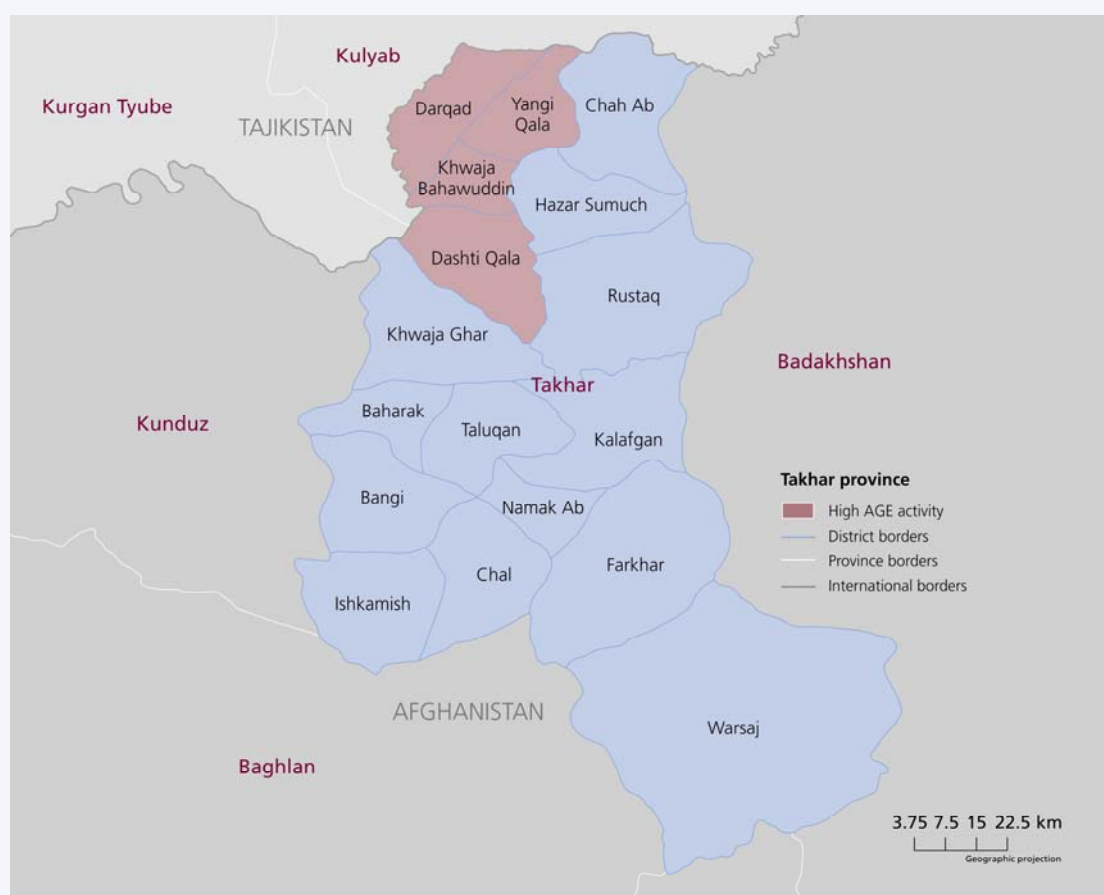 Kulyab
Kurgan Tyube
TAJIKISTAN
Darqad
Yangi
Qala
Chah Ab
Khwaja
Bahawuddin
Hazar Sumuch
Dashti Qala
Rustaq
Khwaja Ghar
Badakhshan
Takhar
Kunduz
Baharak
Taluqan
Kalafgan
Bangi
Namak Ab
Chal
Farkhar
Ishkamish
Takhar province
High AGE activity
District borders
Province borders
International borders
AFGHANISTAN
Warsaj
Baghlan
3.75 7.5 15 22.5 km
Geographic projection